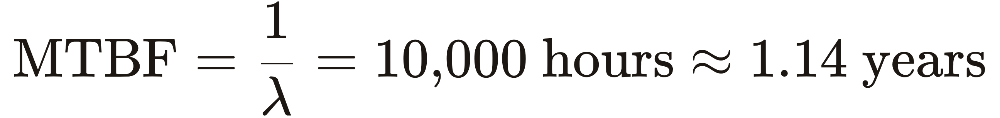 MTBF = 1/λ = 10,000 hours ≈ 1.14 years